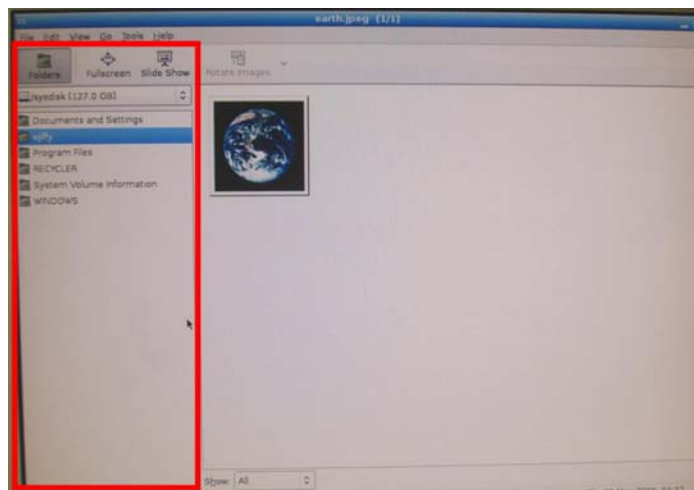 earth.jpeg (1/1)
File Edit View Go Tools Help
Folders Fullscreen Slide Show Rotate Images
/sysdisk (127.0 GB)
Documents and Settings
xjiffy
Program Files
RECYCLER
System Volume Information
WINDOWS
Show: All